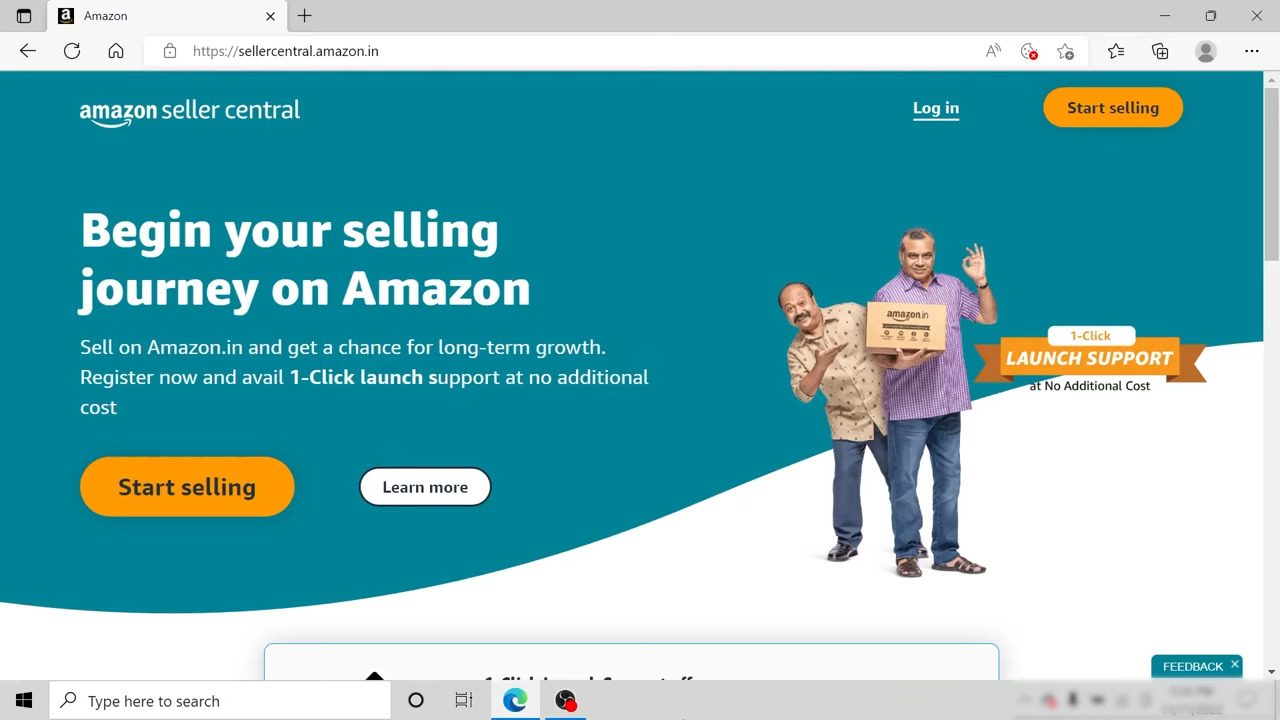 Amazon
https://sellercentral.amazon.in
amazon seller central
Log in
Start selling
Begin your selling
journey on Amazon
Sell on Amazon.in and get a chance for long-term growth.
Register now and avail 1-Click launch support at no additional
cost
Start selling
Learn more
amazon.in
1-Click
LAUNCH SUPPORT
at No Additional Cost
FEEDBACK
Type here to search